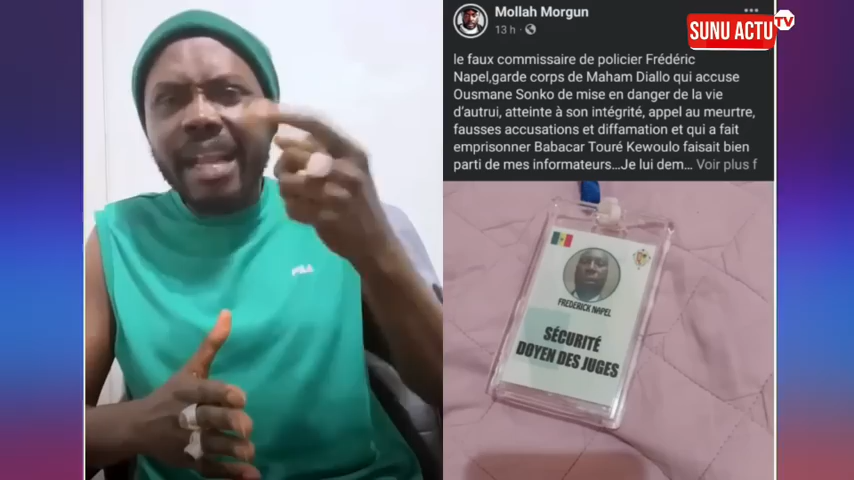 FILA
Mollah Morgun
13 h
SUNU ACTU
TV
le faux commissaire de policier Frédéric
Napel,garde corps de Maham Diallo qui accuse
Ousmane Sonko de mise en danger de la vie
d'autrui, atteinte à son intégrité, appel au meurtre,
fausses accusations et diffamation et qui a fait
emprisonner Babacar Touré Kewoulo faisait bien
parti de mes informateurs...Je lui dem... Voir plus f
FREDERICK NAPEL
SÉCURITÉ
DOYEN DES JUGES